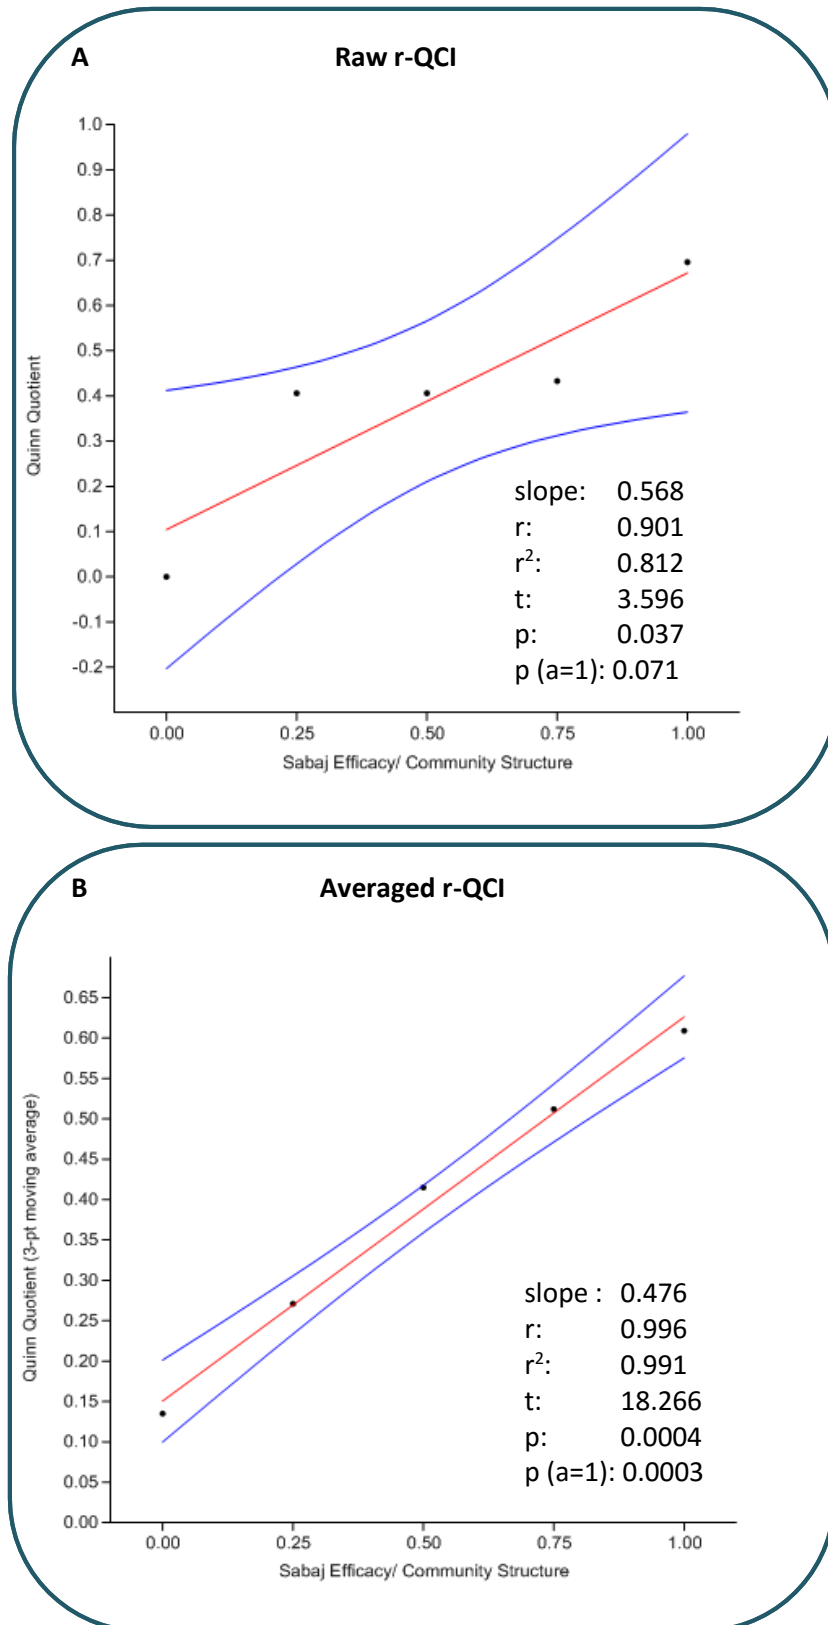 A
Raw r-QCI
1.0
0.9
0.8
0.7
0.6
0.5
0.4
0.3
0.2
0.1
0.0
-0.1
-0.2
Quinn Quotient
slope: 0.568
r: 0.901
r²: 0.812
t: 3.596
p: 0.037
p (a=1): 0.071
0.00 0.25 0.50 0.75 1.00
Sabaj Efficacy/ Community Structure
B
Averaged r-QCI
0.65
0.60
0.55
0.50
0.45
0.40
0.35
0.30
0.25
0.20
0.15
0.10
0.05
0.00
Quinn Quotient (3-pt moving average)
slope : 0.476
r: 0.996
r²: 0.991
t: 18.266
p: 0.0004
p (a=1): 0.0003
0.00 0.25 0.50 0.75 1.00
Sabaj Efficacy/ Community Structure